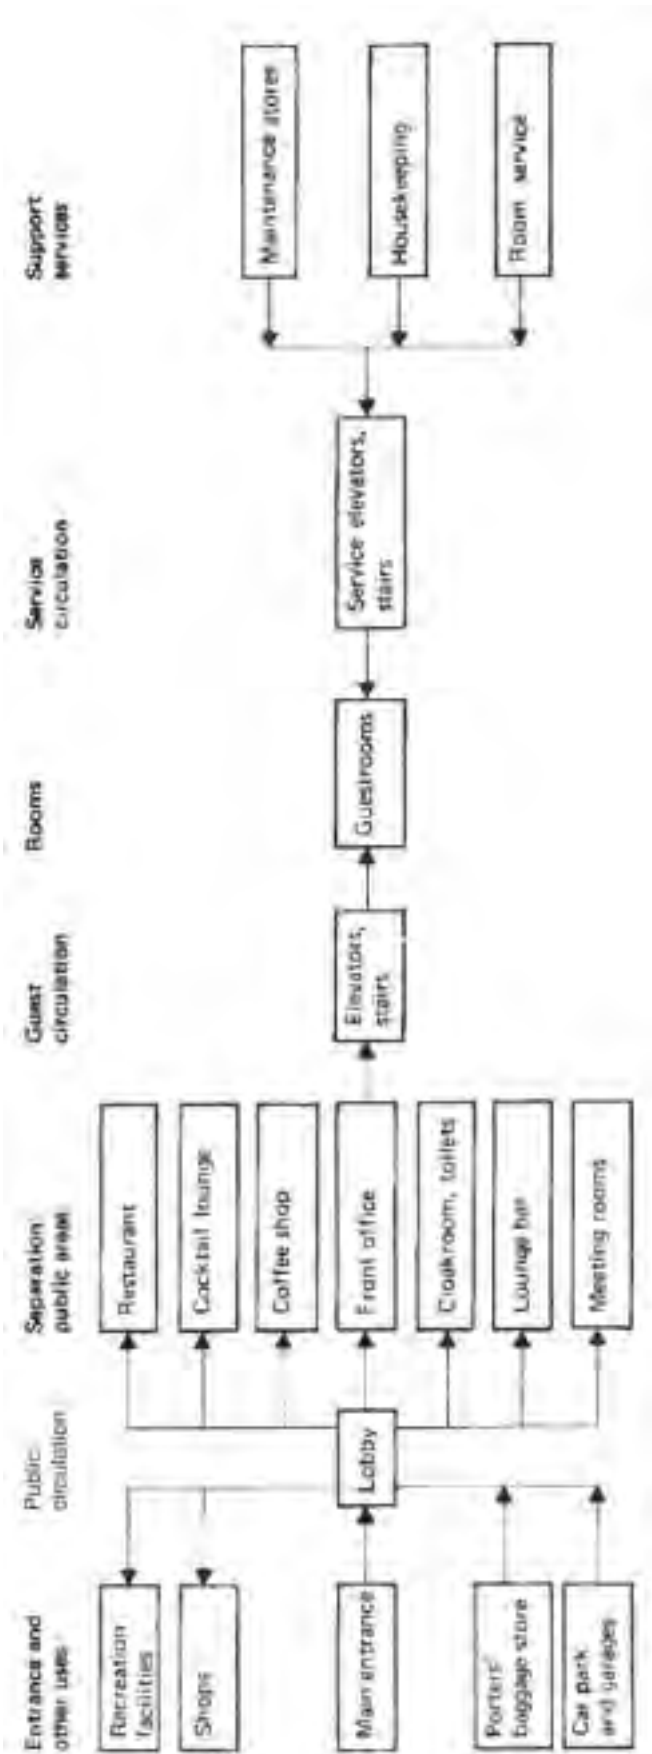 Entrance and
other uses
Public
circulation
Separation
public areas
Guest
circulation
Rooms
Service
circulation
Support
services
Recreation
facilities
Shops
Main entrance
Porters'
baggage store
Car park
and garages
Lobby
Restaurant
Cocktail lounge
Coffee shop
Front office
Cloakroom, toilets
Lounge bar
Meeting rooms
Elevators,
stairs
Guestrooms
Service elevators,
stairs
Maintenance stores
Housekeeping
Room service